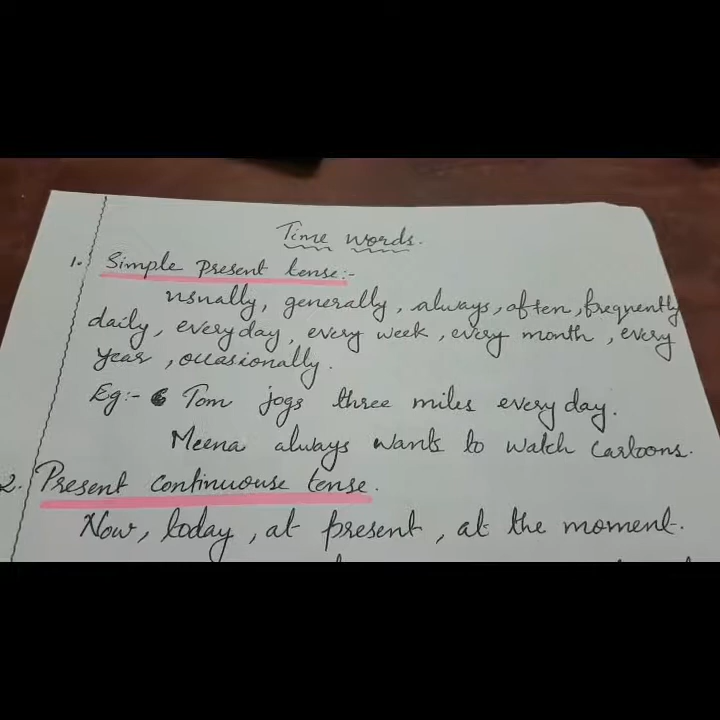 Time words.
1. Simple present tense:-
usually, generally, always, often, frequently
daily, everyday, every week, every month, every
year, occasionally.
Eg:- Tom jogs three miles everyday.
Meena always wants to watch cartoons.
2. Present continuouse tense.
Now, today, at present, at the moment.